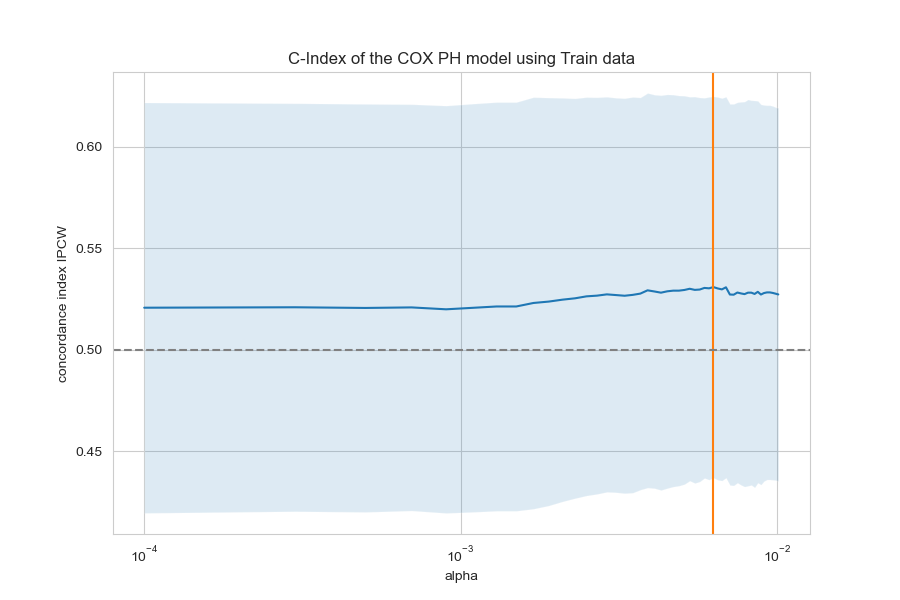 C-Index of the COX PH model using Train data
concordance index IPCW
0.60
0.55
0.50
0.45
10⁻⁴
10⁻³
10⁻²
alpha